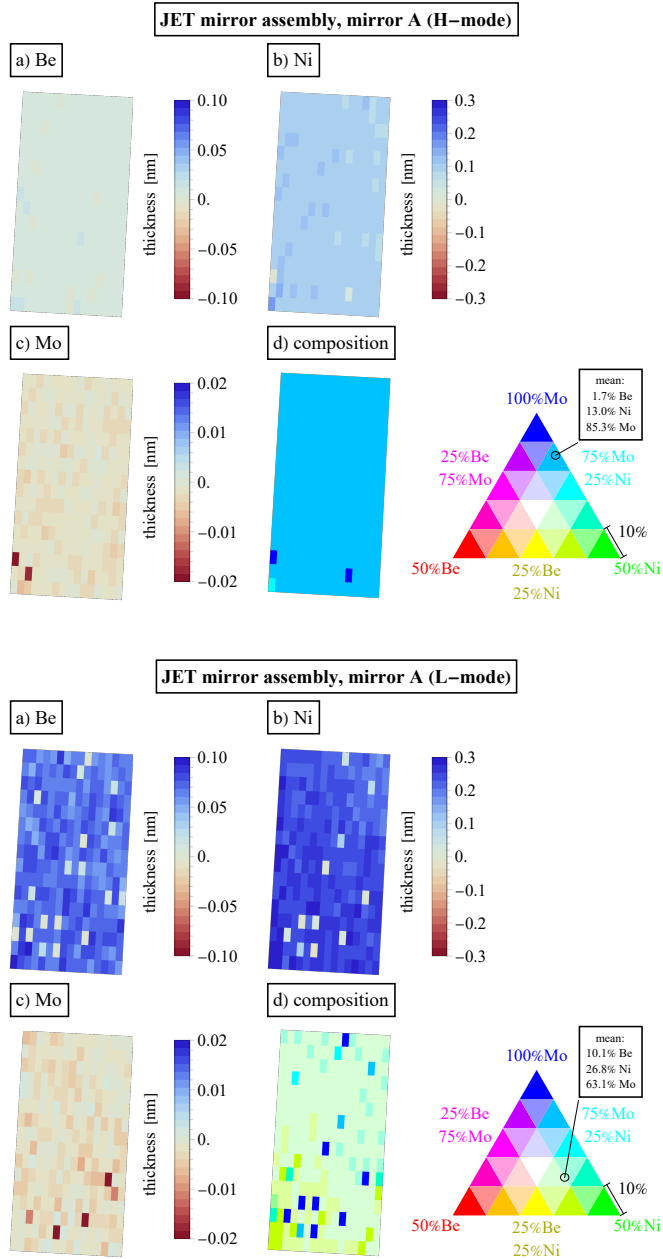 JET mirror assembly, mirror A (H−mode)
a) Be
b) Ni
0.10
0.05
0.
−0.05
−0.10
thickness [nm]
0.3
0.2
0.1
0.
−0.1
−0.2
−0.3
thickness [nm]
c) Mo
d) composition
0.02
0.01
0.
−0.01
−0.02
thickness [nm]
mean:
1.7% Be
13.0% Ni
85.3% Mo
100%Mo
25%Be
75%Mo
75%Mo
25%Ni
10%
50%Be
25%Be
25%Ni
50%Ni
JET mirror assembly, mirror A (L−mode)
a) Be
b) Ni
0.10
0.05
0.
−0.05
−0.10
thickness [nm]
0.3
0.2
0.1
0.
−0.1
−0.2
−0.3
thickness [nm]
c) Mo
d) composition
0.02
0.01
0.
−0.01
−0.02
thickness [nm]
mean:
10.1% Be
26.8% Ni
63.1% Mo
100%Mo
25%Be
75%Mo
75%Mo
25%Ni
10%
50%Be
25%Be
25%Ni
50%Ni